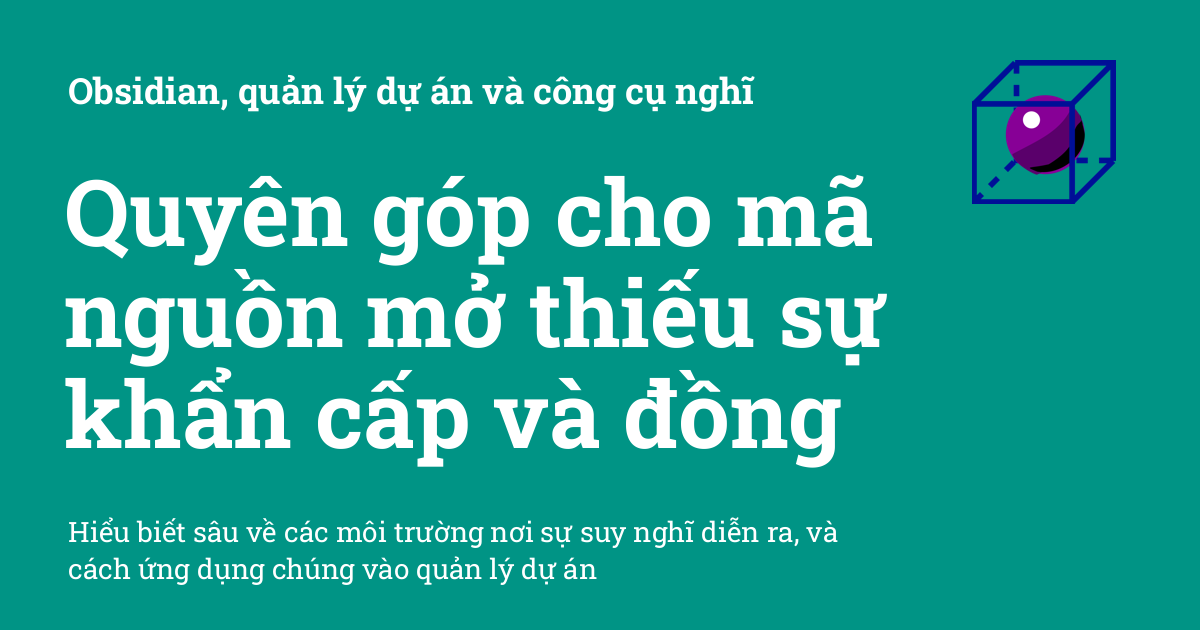 Obsidian, quản lý dự án và công cụ nghĩ
Quyên góp cho mã
nguồn mở thiếu sự
khẩn cấp và đồng
Hiểu biết sâu về các môi trường nơi sự suy nghĩ diễn ra, và
cách ứng dụng chúng vào quản lý dự án